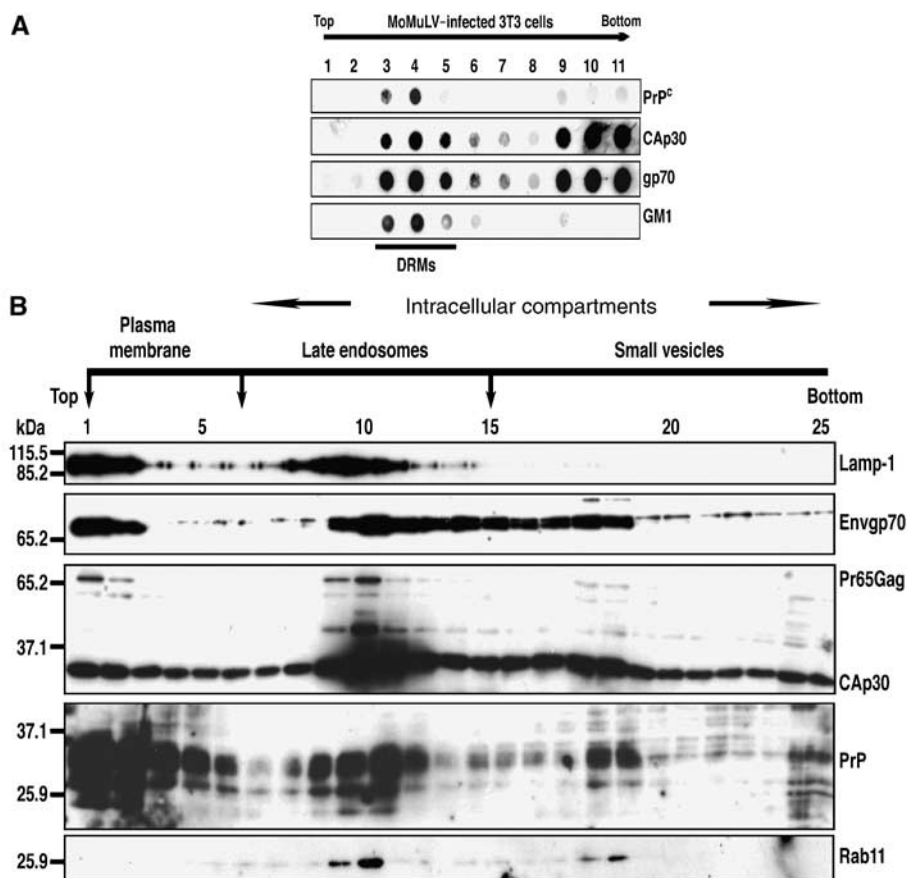 A
Top MoMuLV-infected 3T3 cells Bottom
1 2 3 4 5 6 7 8 9 10 11
PrPᶜ
CAp30
gp70
GM1
DRMs
B
Intracellular compartments
Plasma membrane
Late endosomes
Small vesicles
Top
Bottom
kDa 1 5 10 15 20 25
115.5
85.2
Lamp-1
65.2
Envgp70
65.2
Pr65Gag
37.1
CAp30
37.1
PrP
25.9
25.9
Rab11